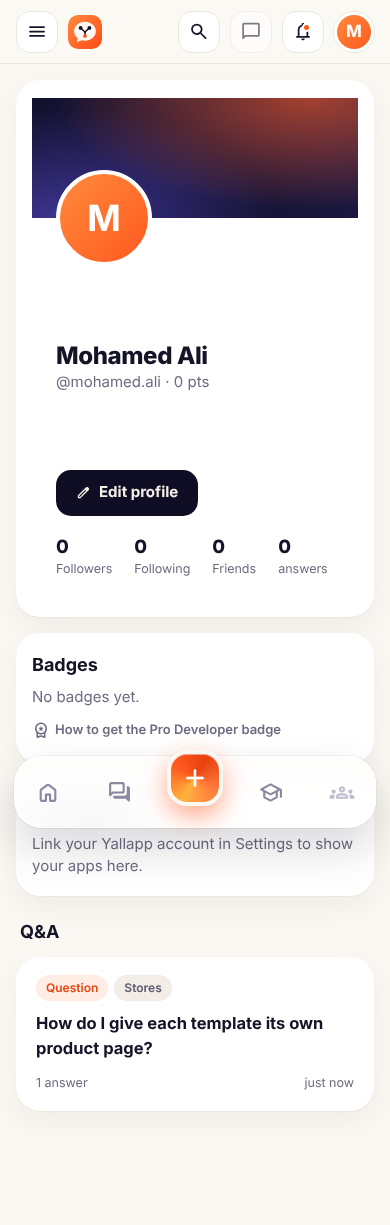 M
M
Mohamed Ali
@mohamed.ali · 0 pts
Edit profile
0 0 0 0
Followers Following Friends answers
Badges
No badges yet.
How to get the Pro Developer badge
Link your Yallapp account in Settings to show
your apps here.
Q&A
Question Stores
How do I give each template its own
product page?
1 answer just now